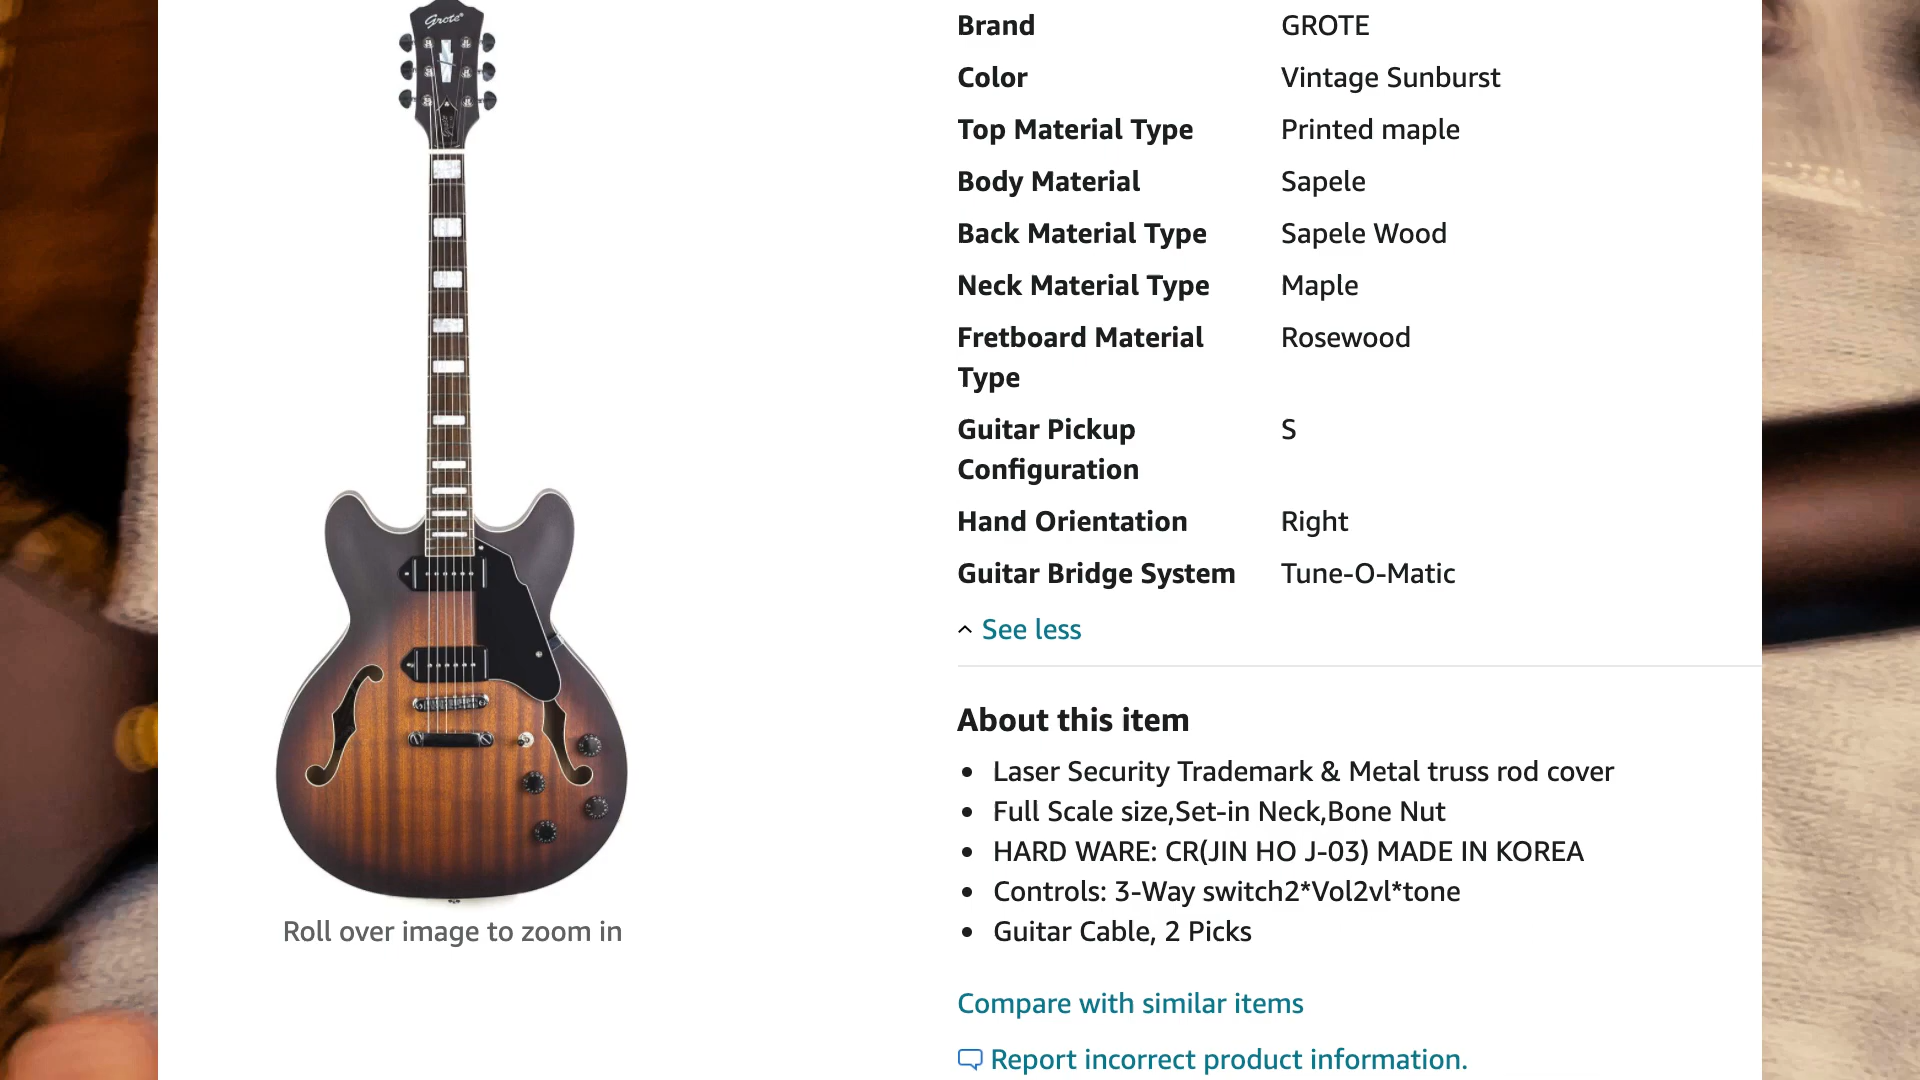 Grote
Brand GROTE
Color Vintage Sunburst
Top Material Type Printed maple
Body Material Sapele
Back Material Type Sapele Wood
Neck Material Type Maple
Fretboard Material Rosewood
Type
Guitar Pickup S
Configuration
Hand Orientation Right
Guitar Bridge System Tune-O-Matic
See less
About this item
• Laser Security Trademark & Metal truss rod cover
• Full Scale size,Set-in Neck,Bone Nut
• HARD WARE: CR(JIN HO J-03) MADE IN KOREA
• Controls: 3-Way switch2*Vol2vl*tone
• Guitar Cable, 2 Picks
Roll over image to zoom in
Compare with similar items
Report incorrect product information.